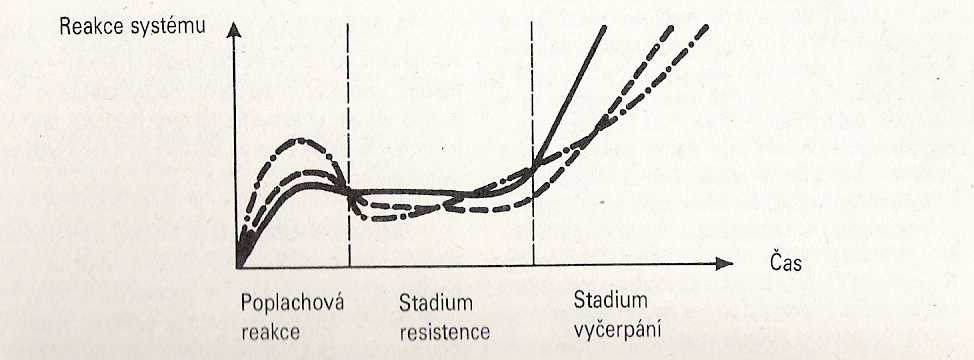 Reakce systému
Čas
Poplachová
reakce
Stadium
resistence
Stadium
vyčerpání